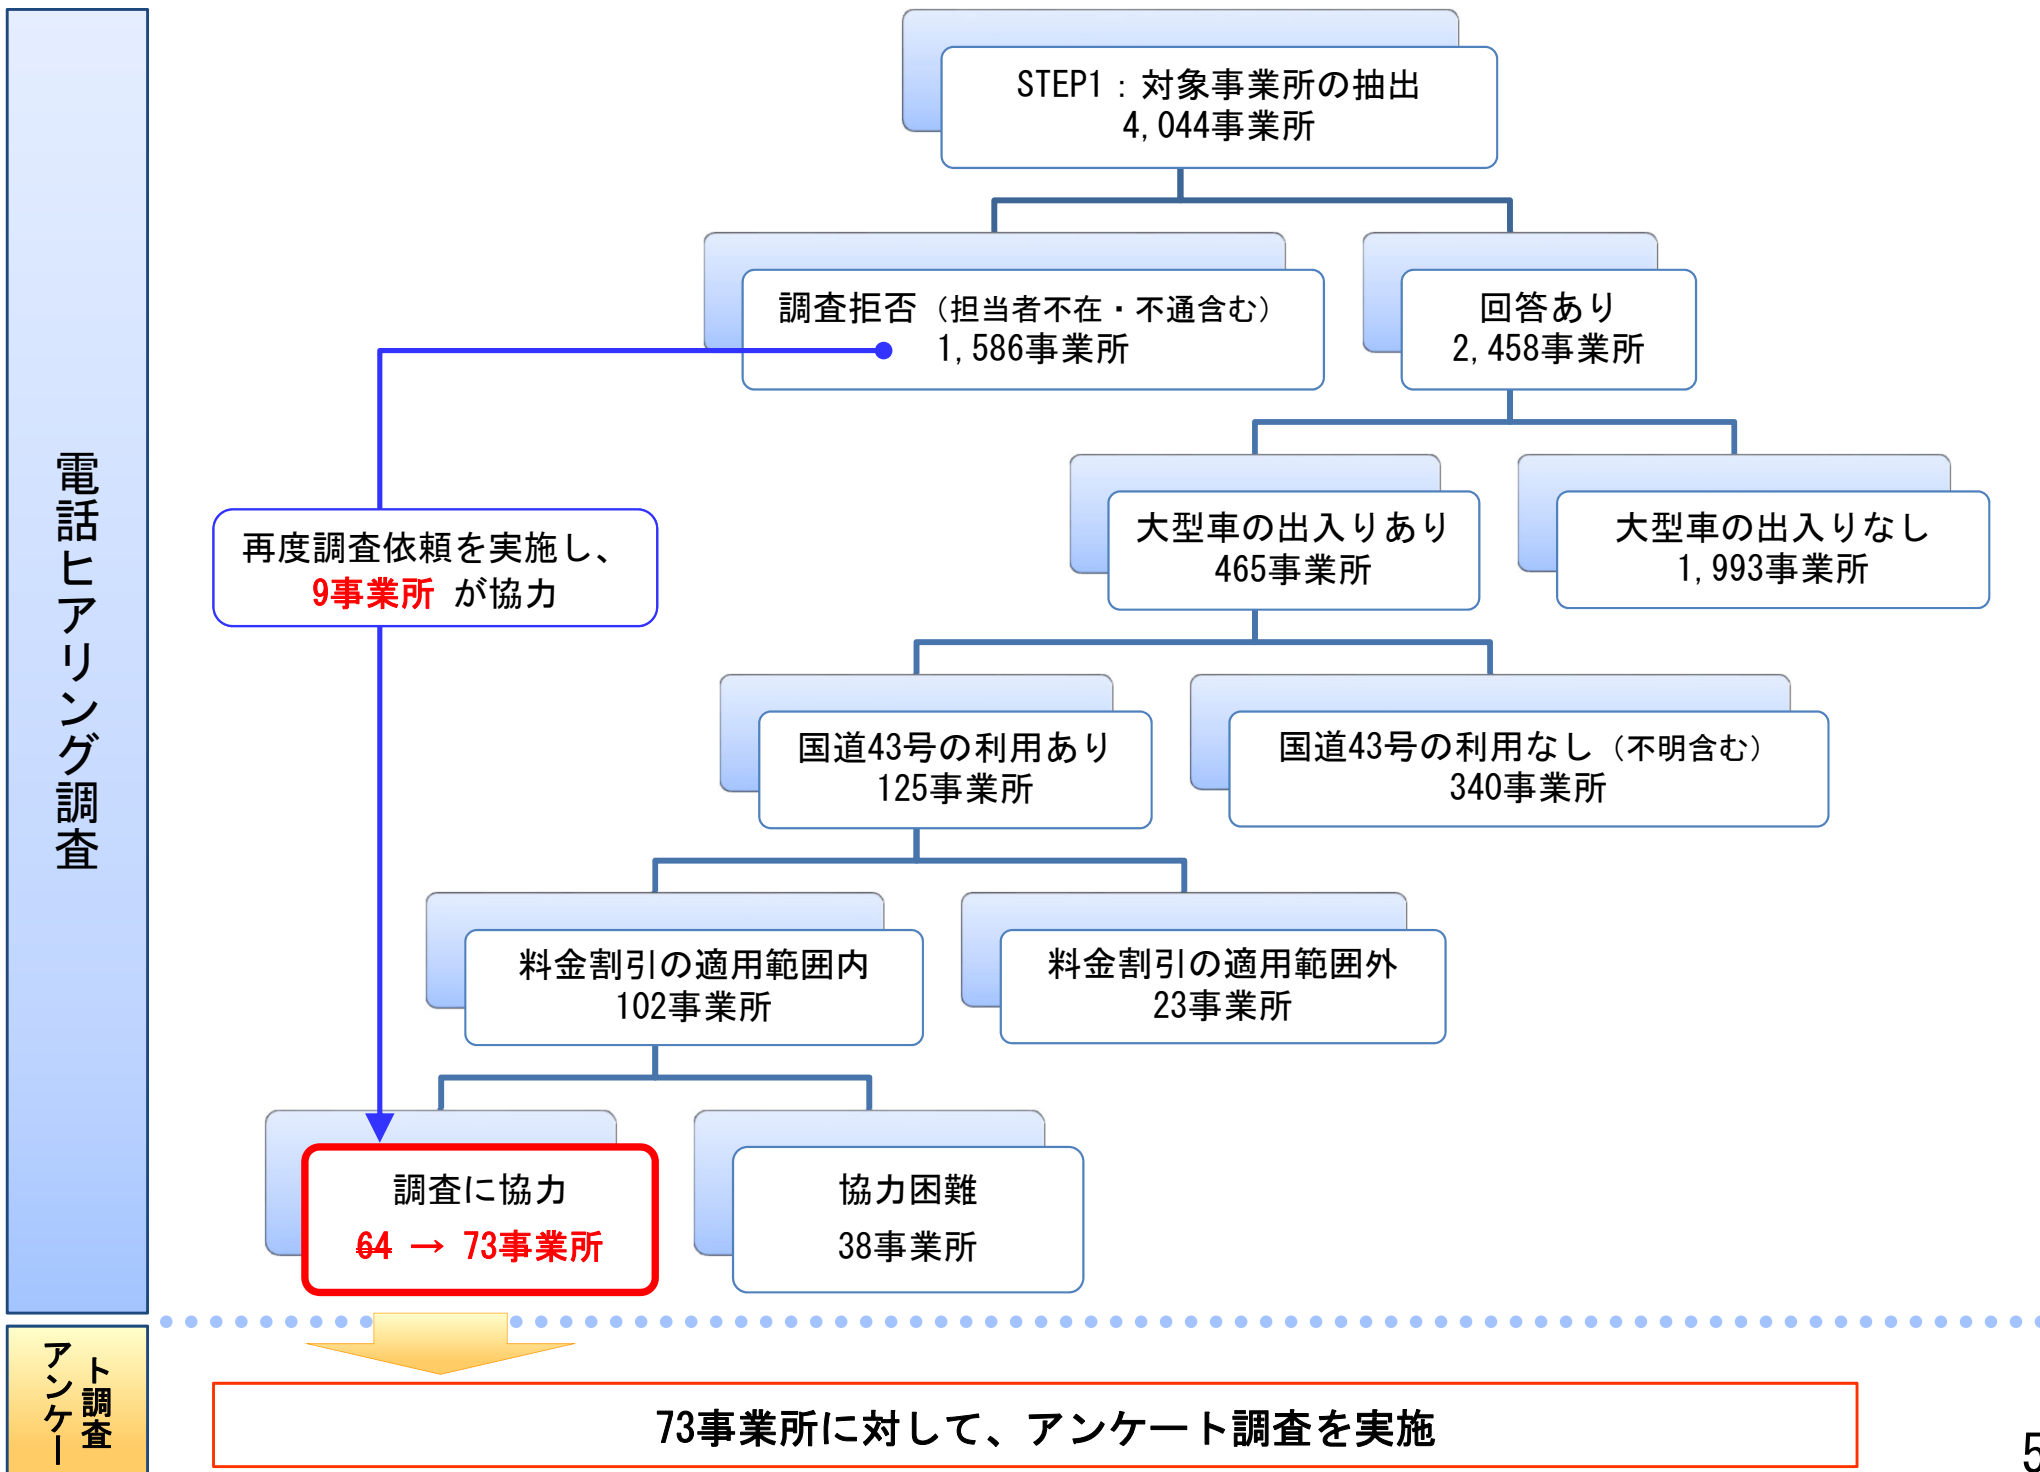 電話ヒアリング調査
STEP1：対象事業所の抽出
4,044事業所
調査拒否（担当者不在・不通含む）
1,586事業所
回答あり
2,458事業所
大型車の出入りあり
465事業所
大型車の出入りなし
1,993事業所
再度調査依頼を実施し、
9事業所 が協力
国道43号の利用あり
125事業所
国道43号の利用なし（不明含む）
340事業所
料金割引の適用範囲内
102事業所
料金割引の適用範囲外
23事業所
調査に協力
64 → 73事業所
協力困難
38事業所
アンケー
ト調査
73事業所に対して、アンケート調査を実施
5